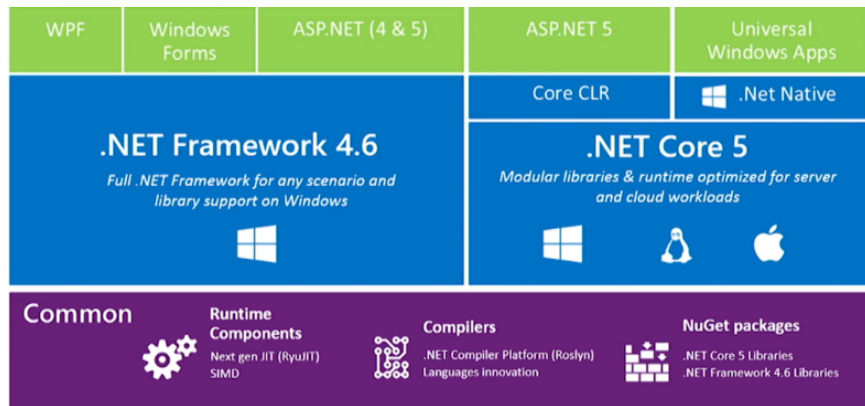 WPF
Windows
Forms
ASP.NET (4 & 5)
ASP.NET 5
Universal
Windows Apps
.NET Framework 4.6
Full .NET Framework for any scenario and
library support on Windows
Core CLR
.Net Native
.NET Core 5
Modular libraries & runtime optimized for server
and cloud workloads
Common
Runtime
Components
Next gen JIT (RyuJIT)
SIMD
Compilers
.NET Compiler Platform (Roslyn)
Languages innovation
NuGet packages
.NET Core 5 Libraries
.NET Framework 4.6 Libraries